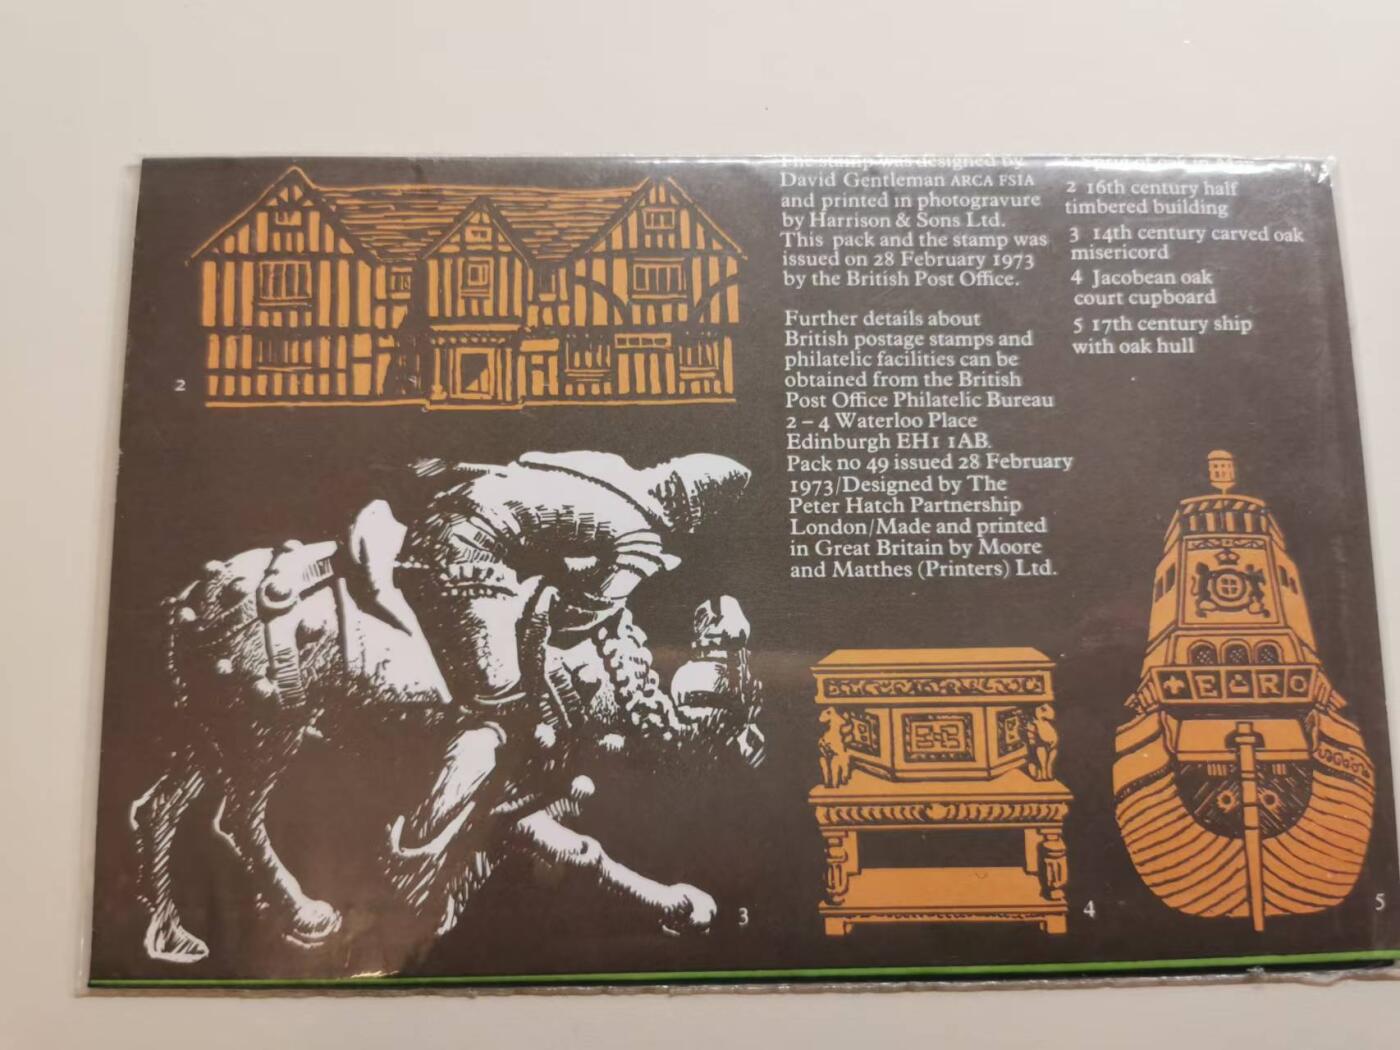 The stamp was designed by
David Gentleman ARCA FSIA
and printed in photogravure
by Harrison & Sons Ltd.
This pack and the stamp was
issued on 28 February 1973
by the British Post Office.
Further details about
British postage stamps and
philatelic facilities can be
obtained from the British
Post Office Philatelic Bureau
2 – 4 Waterloo Place
Edinburgh EH1 1AB.
Pack no 49 issued 28 February
1973/Designed by The
Peter Hatch Partnership
London/Made and printed
in Great Britain by Moore
and Matthes (Printers) Ltd.
2 16th century half
timbered building
3 14th century carved oak
misericord
4 Jacobean oak
court cupboard
5 17th century ship
with oak hull
2
3
4
5